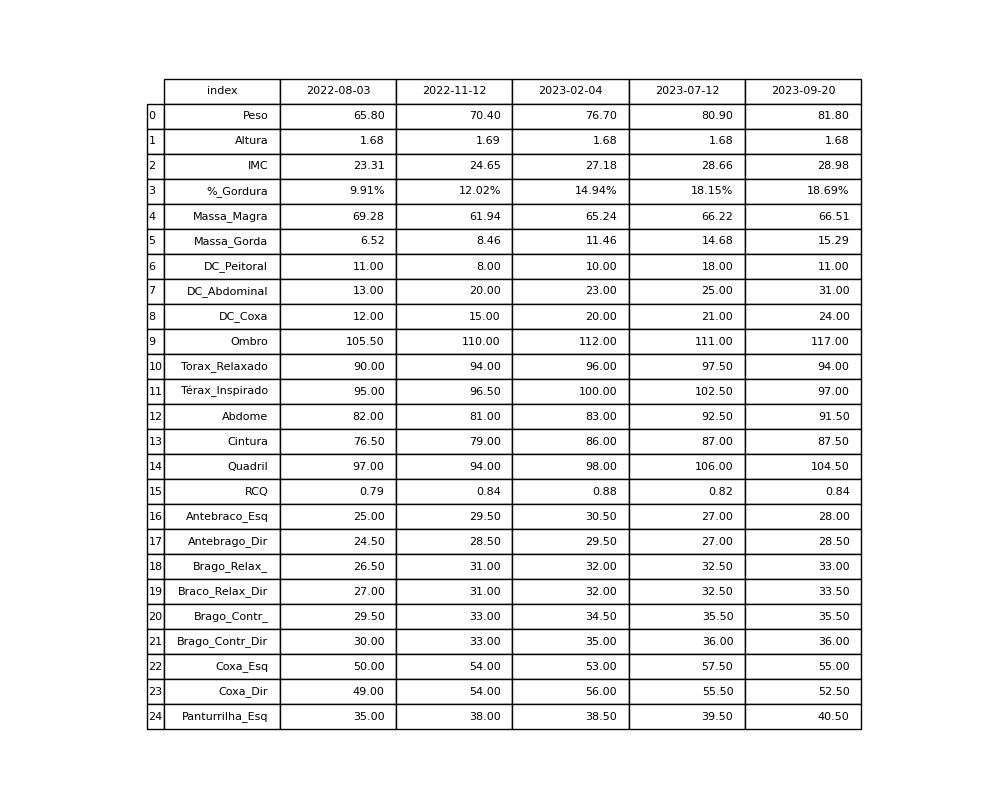 index 2022-08-03 2022-11-12 2023-02-04 2023-07-12 2023-09-20
0 Peso 65.80 70.40 76.70 80.90 81.80
1 Altura 1.68 1.69 1.68 1.68 1.68
2 IMC 23.31 24.65 27.18 28.66 28.98
3 %_Gordura 9.91% 12.02% 14.94% 18.15% 18.69%
4 Massa_Magra 69.28 61.94 65.24 66.22 66.51
5 Massa_Gorda 6.52 8.46 11.46 14.68 15.29
6 DC_Peitoral 11.00 8.00 10.00 18.00 11.00
7 DC_Abdominal 13.00 20.00 23.00 25.00 31.00
8 DC_Coxa 12.00 15.00 20.00 21.00 24.00
9 Ombro 105.50 110.00 112.00 111.00 117.00
10 Torax_Relaxado 90.00 94.00 96.00 97.50 94.00
11 Térax_Inspirado 95.00 96.50 100.00 102.50 97.00
12 Abdome 82.00 81.00 83.00 92.50 91.50
13 Cintura 76.50 79.00 86.00 87.00 87.50
14 Quadril 97.00 94.00 98.00 106.00 104.50
15 RCQ 0.79 0.84 0.88 0.82 0.84
16 Antebraco_Esq 25.00 29.50 30.50 27.00 28.00
17 Antebrago_Dir 24.50 28.50 29.50 27.00 28.50
18 Brago_Relax_ 26.50 31.00 32.00 32.50 33.00
19 Braco_Relax_Dir 27.00 31.00 32.00 32.50 33.50
20 Brago_Contr_ 29.50 33.00 34.50 35.50 35.50
21 Brago_Contr_Dir 30.00 33.00 35.00 36.00 36.00
22 Coxa_Esq 50.00 54.00 53.00 57.50 55.00
23 Coxa_Dir 49.00 54.00 56.00 55.50 52.50
24 Panturrilha_Esq 35.00 38.00 38.50 39.50 40.50